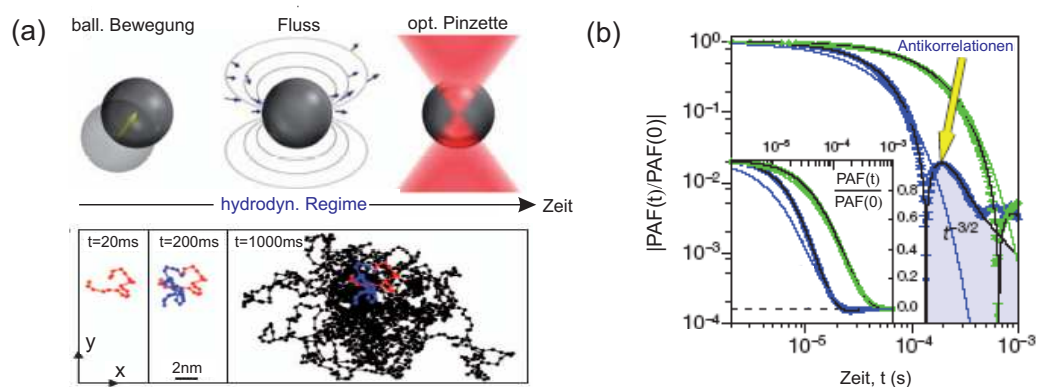 (a)
ball. Bewegung
Fluss
opt. Pinzette
hydrodyn. Regime
Zeit
t=20ms
t=200ms
t=1000ms
y
x
2nm
(b)
Antikorrelationen
|PAF(t)/PAF(0)|
10⁰
10⁻¹
10⁻²
10⁻³
10⁻⁴
10⁻⁵
10⁻⁴
10⁻³
PAF(t)
PAF(0)
0.8
0.6
0.4
0.2
0.0
t⁻³/²
10⁻⁵
10⁻⁴
10⁻³
Zeit, t (s)